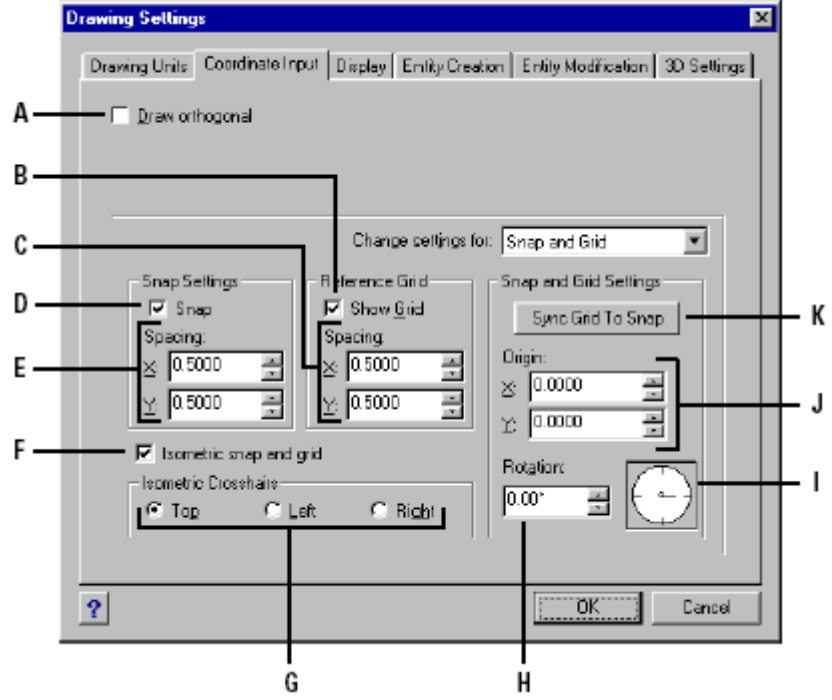 Drawing Settings
Drawing Units Coordinate Input Display Entity Creation Entity Modification 3D Settings
A
Draw orthogonal
B
C
Change settings for: Snap and Grid
Snap Settings
Reference Grid
Snap and Grid Settings
D
Snap
Show Grid
Sync Grid To Snap
K
Spacing:
Spacing:
Origin:
E
X: 0.5000
X: 0.5000
X: 0.0000
J
Y: 0.5000
Y: 0.5000
Y: 0.0000
F
Isometric snap and grid
Rotation:
I
Isometric Crosshairs
0.00°
Top Left Right
?
OK
Cancel
G
H